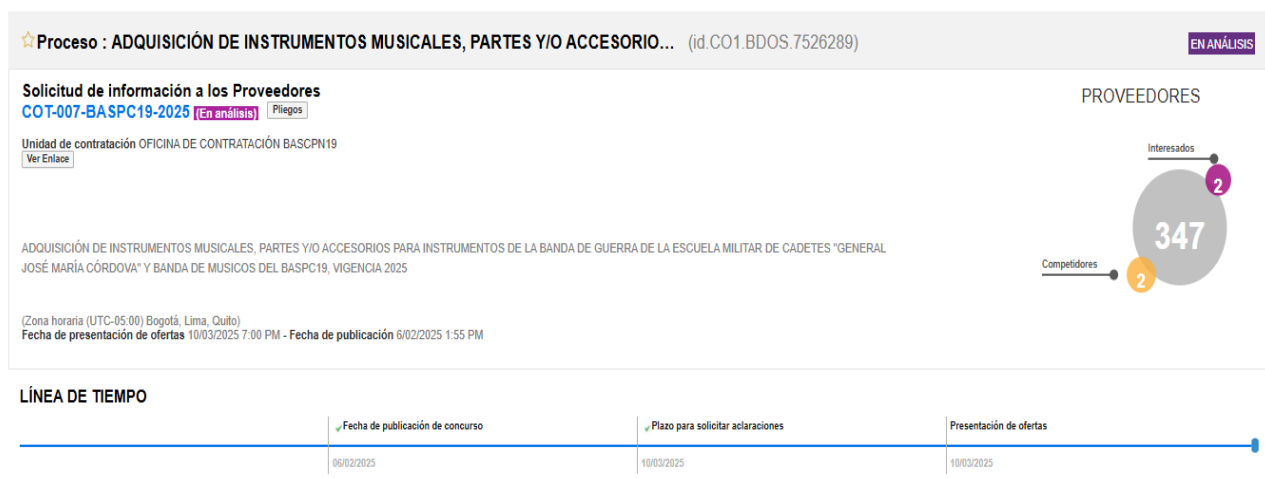 Proceso : ADQUISICIÓN DE INSTRUMENTOS MUSICALES, PARTES Y/O ACCESORIO... (id.CO1.BDOS.7526289)
EN ANÁLISIS
Solicitud de información a los Proveedores
COT-007-BASPC19-2025 (En análisis) Pliegos
Unidad de contratación OFICINA DE CONTRATACIÓN BASCPN19
Ver Enlace
ADQUISICIÓN DE INSTRUMENTOS MUSICALES, PARTES Y/O ACCESORIOS PARA INSTRUMENTOS DE LA BANDA DE GUERRA DE LA ESCUELA MILITAR DE CADETES "GENERAL
JOSÉ MARÍA CÓRDOVA" Y BANDA DE MUSICOS DEL BASPC19, VIGENCIA 2025
(Zona horaria (UTC-05:00) Bogotá, Lima, Quito)
Fecha de presentación de ofertas 10/03/2025 7:00 PM - Fecha de publicación 6/02/2025 1:55 PM
PROVEEDORES
Interesados
2
347
Competidores
2
LÍNEA DE TIEMPO
Fecha de publicación de concurso
06/02/2025
Plazo para solicitar aclaraciones
10/03/2025
Presentación de ofertas
10/03/2025